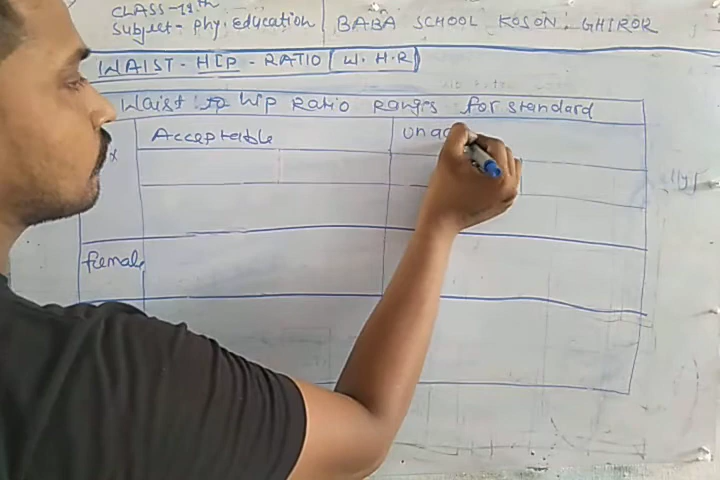 CLASS-12th
Subject- Phy. education
BABA SCHOOL KOSON, GHIROR
WAIST - HIP - RATIO ( W. H. R )
Waist to Hip Ratio Ranges for standard
x
Acceptable
Unac
female